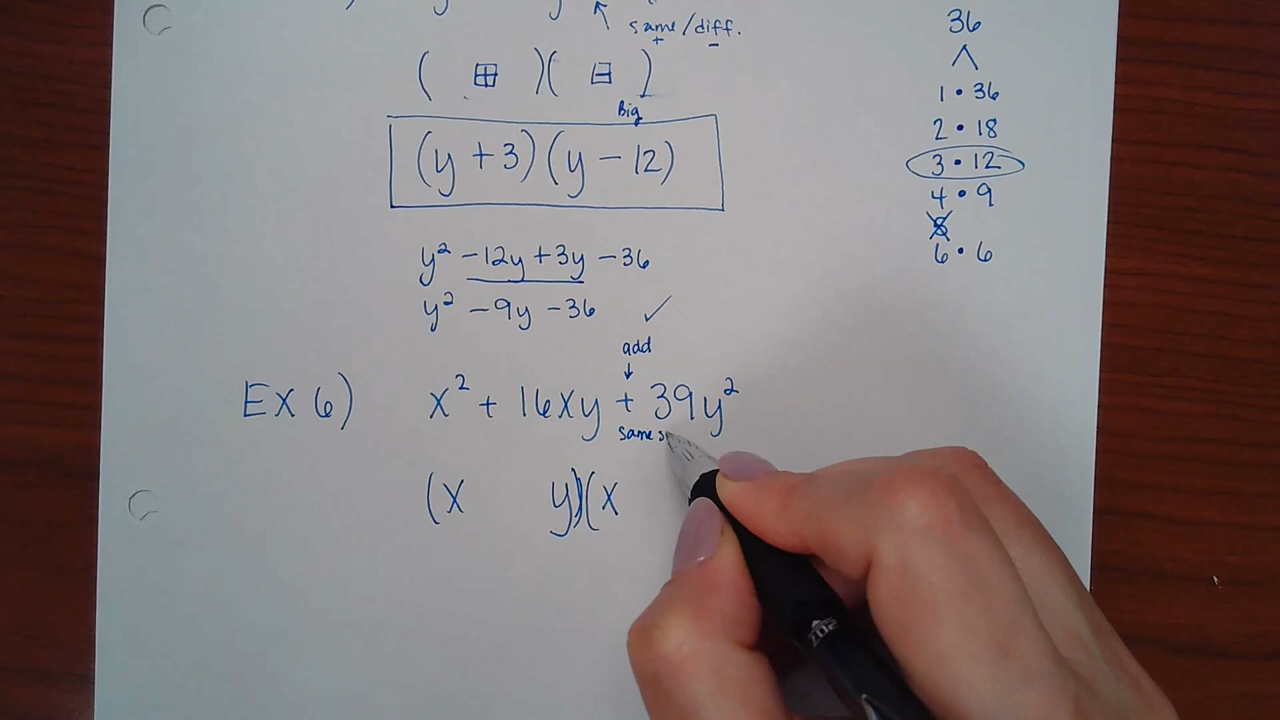 same/diff.
+ −
( ⊞ )( ⊟ )
Big
(y + 3)(y − 12)
y² −12y + 3y − 36
y² − 9y − 36 ✓
add
↓
EX 6) x² + 16xy + 39y²
same s
(x y)(x
36
1 • 36
2 • 18
3 • 12
4 • 9
6 • 6